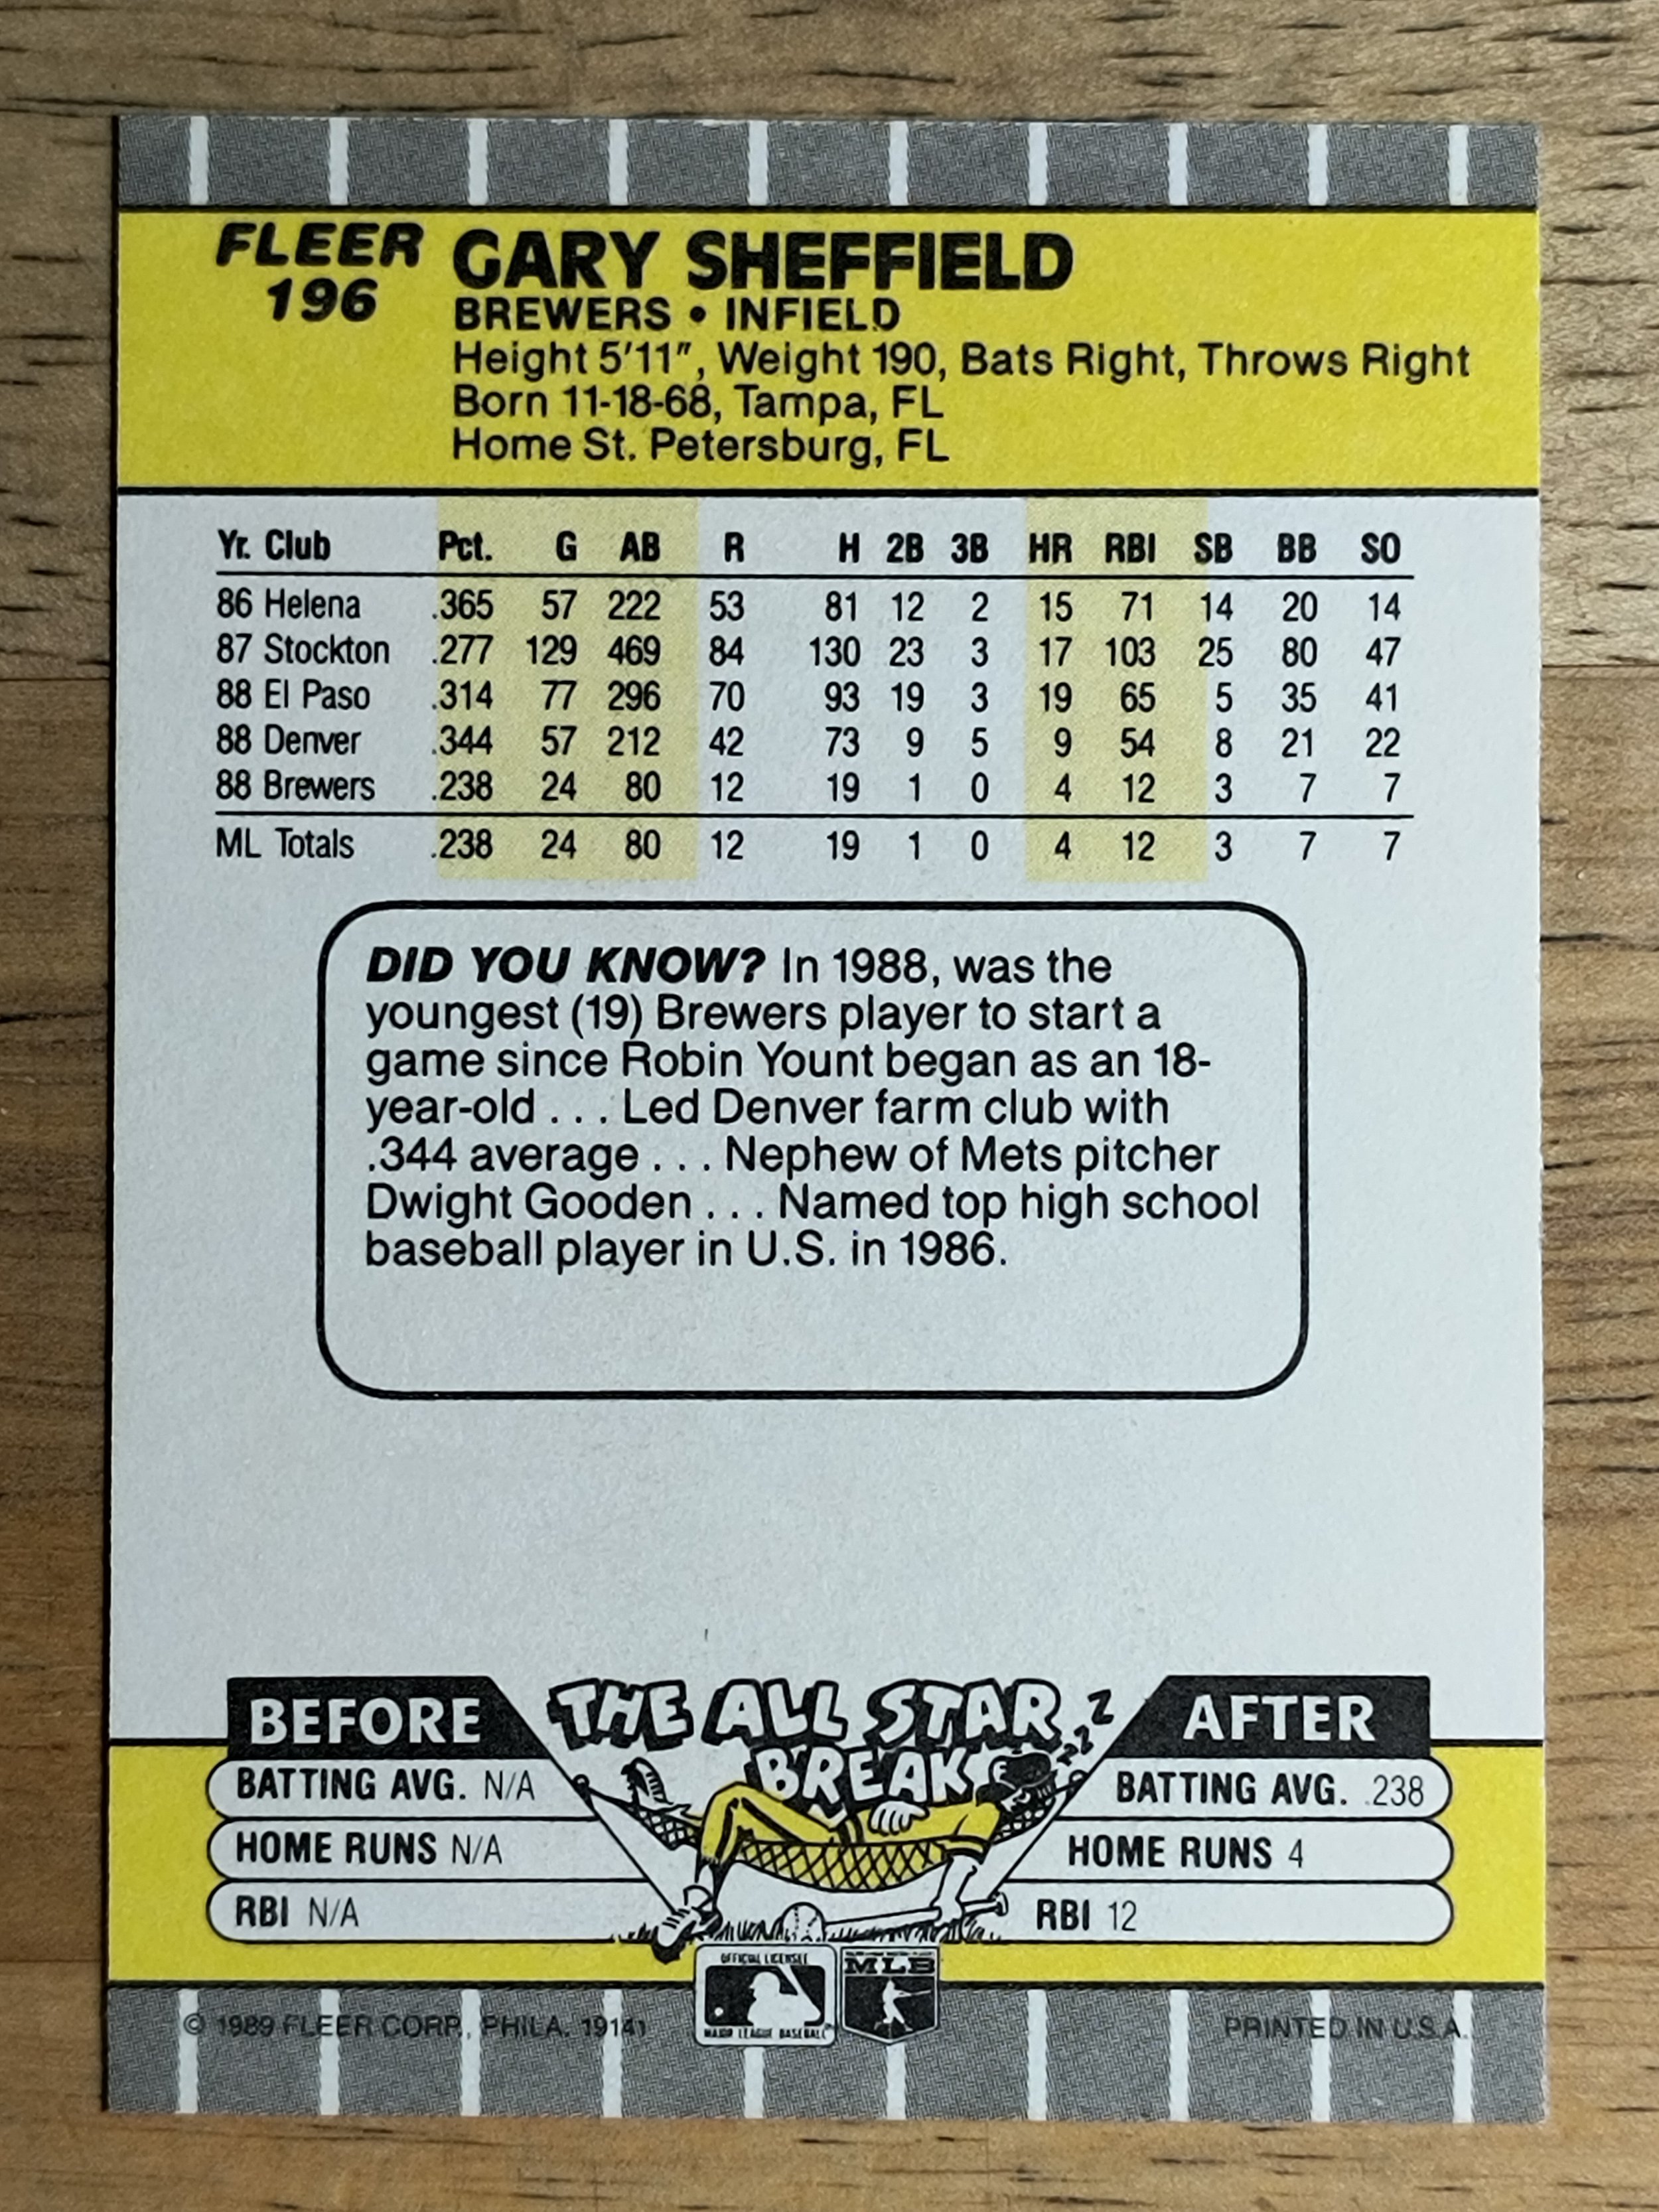 FLEER
196
GARY SHEFFIELD
BREWERS • INFIELD
Height 5'11", Weight 190, Bats Right, Throws Right
Born 11-18-68, Tampa, FL
Home St. Petersburg, FL
Yr. Club Pct. G AB R H 2B 3B HR RBI SB BB SO
86 Helena .365 57 222 53 81 12 2 15 71 14 20 14
87 Stockton .277 129 469 84 130 23 3 17 103 25 80 47
88 El Paso .314 77 296 70 93 19 3 19 65 5 35 41
88 Denver .344 57 212 42 73 9 5 9 54 8 21 22
88 Brewers .238 24 80 12 19 1 0 4 12 3 7 7
ML Totals .238 24 80 12 19 1 0 4 12 3 7 7
DID YOU KNOW? In 1988, was the
youngest (19) Brewers player to start a
game since Robin Yount began as an 18-
year-old . . . Led Denver farm club with
.344 average . . . Nephew of Mets pitcher
Dwight Gooden . . . Named top high school
baseball player in U.S. in 1986.
BEFORE
BATTING AVG. N/A
HOME RUNS N/A
RBI N/A
THE ALL STAR
BREAK
zzzZ
AFTER
BATTING AVG. .238
HOME RUNS 4
RBI 12
OFFICIAL LICENSEE
MAJOR LEAGUE BASEBALL
MLB
© 1989 FLEER CORP., PHILA. 19141
PRINTED IN U.S.A.